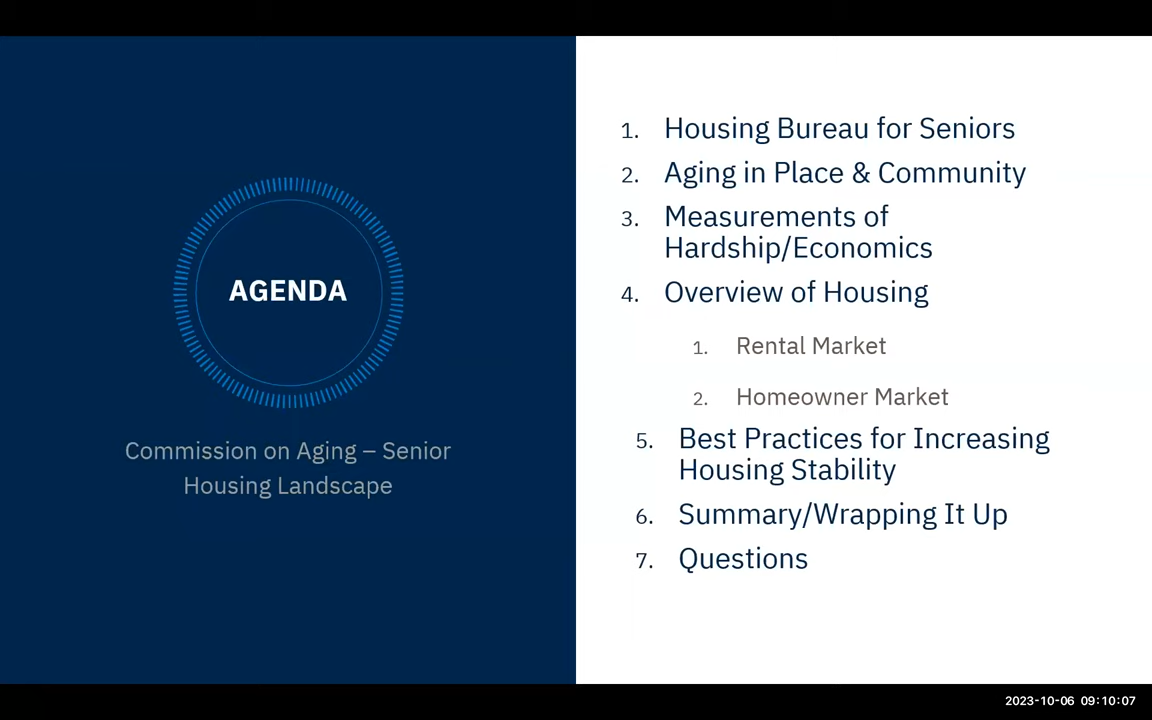 AGENDA
Commission on Aging – Senior
Housing Landscape
1. Housing Bureau for Seniors
2. Aging in Place & Community
3. Measurements of
Hardship/Economics
4. Overview of Housing
1. Rental Market
2. Homeowner Market
5. Best Practices for Increasing
Housing Stability
6. Summary/Wrapping It Up
7. Questions
2023-10-06 09:10:07